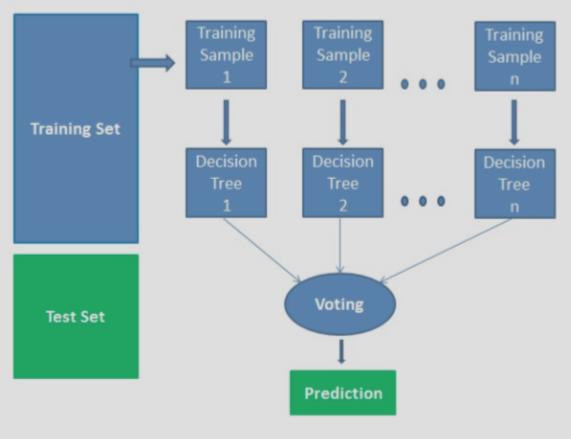 Training Set
Training
Sample
1
Training
Sample
2
Training
Sample
n
Decision
Tree
1
Decision
Tree
2
Decision
Tree
n
Test Set
Voting
Prediction